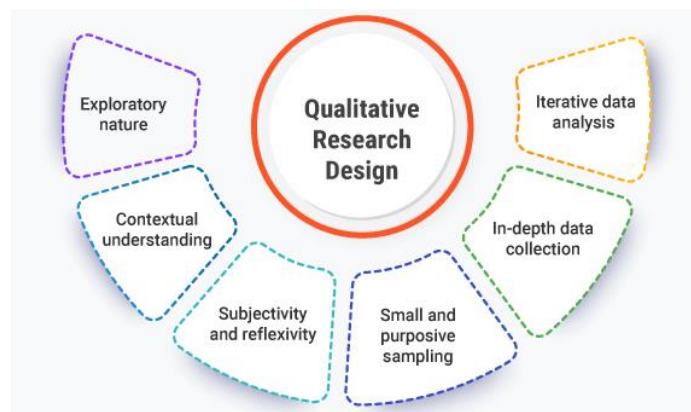 Qualitative
Research
Design
Exploratory
nature
Contextual
understanding
Subjectivity
and reflexivity
Small and
purposive
sampling
In-depth data
collection
Iterative data
analysis